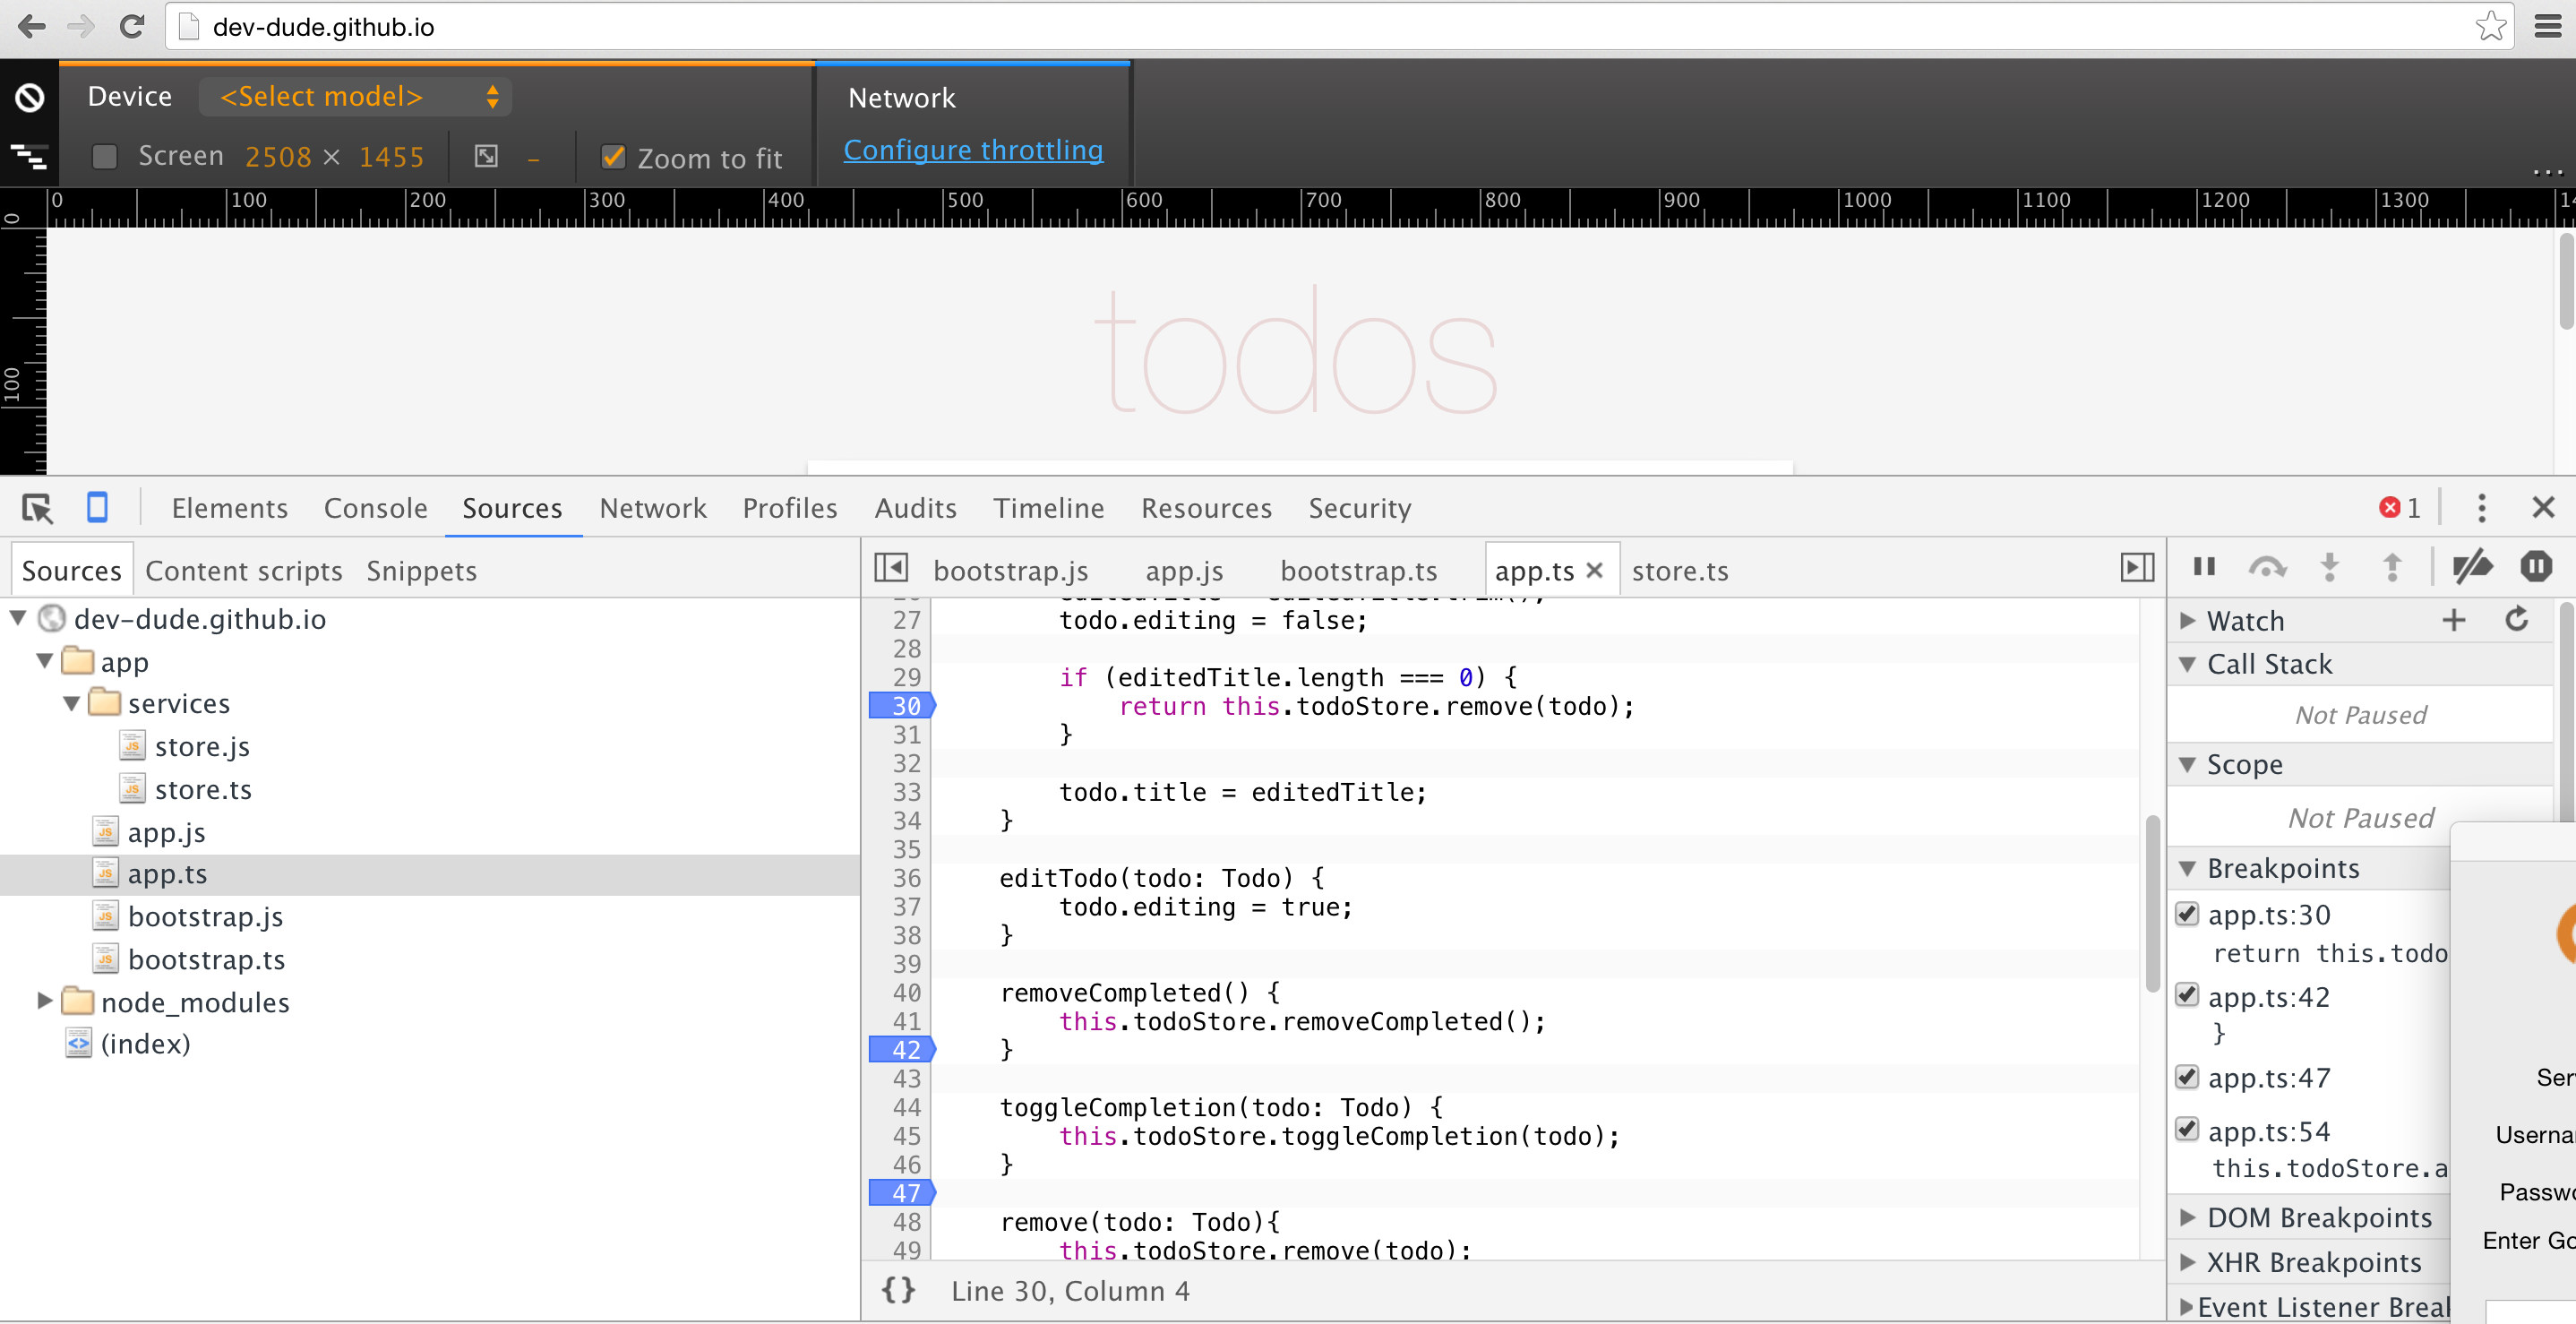 dev-dude.github.io
Device <Select model>
Network
Screen 2508 × 1455 – Zoom to fit
Configure throttling
...
0 100 200 300 400 500 600 700 800 900 1000 1100 1200 1300
0
100
todos
Elements Console Sources Network Profiles Audits Timeline Resources Security 1
Sources Content scripts Snippets
bootstrap.js app.js bootstrap.ts app.ts × store.ts
dev-dude.github.io
app
services
store.js
store.ts
app.js
app.ts
bootstrap.js
bootstrap.ts
node_modules
(index)
27 todo.editing = false;
28
29 if (editedTitle.length === 0) {
30 return this.todoStore.remove(todo);
31 }
32
33 todo.title = editedTitle;
34 }
35
36 editTodo(todo: Todo) {
37 todo.editing = true;
38 }
39
40 removeCompleted() {
41 this.todoStore.removeCompleted();
42 }
43
44 toggleCompletion(todo: Todo) {
45 this.todoStore.toggleCompletion(todo);
46 }
47
48 remove(todo: Todo){
49 this.todoStore.remove(todo);
{} Line 30, Column 4
Watch
Call Stack
Not Paused
Scope
Not Paused
Breakpoints
app.ts:30
return this.todo
app.ts:42
}
app.ts:47
app.ts:54
this.todoStore.a
DOM Breakpoints
XHR Breakpoints
Event Listener Break
Ser
Userna
Passwo
Enter Go